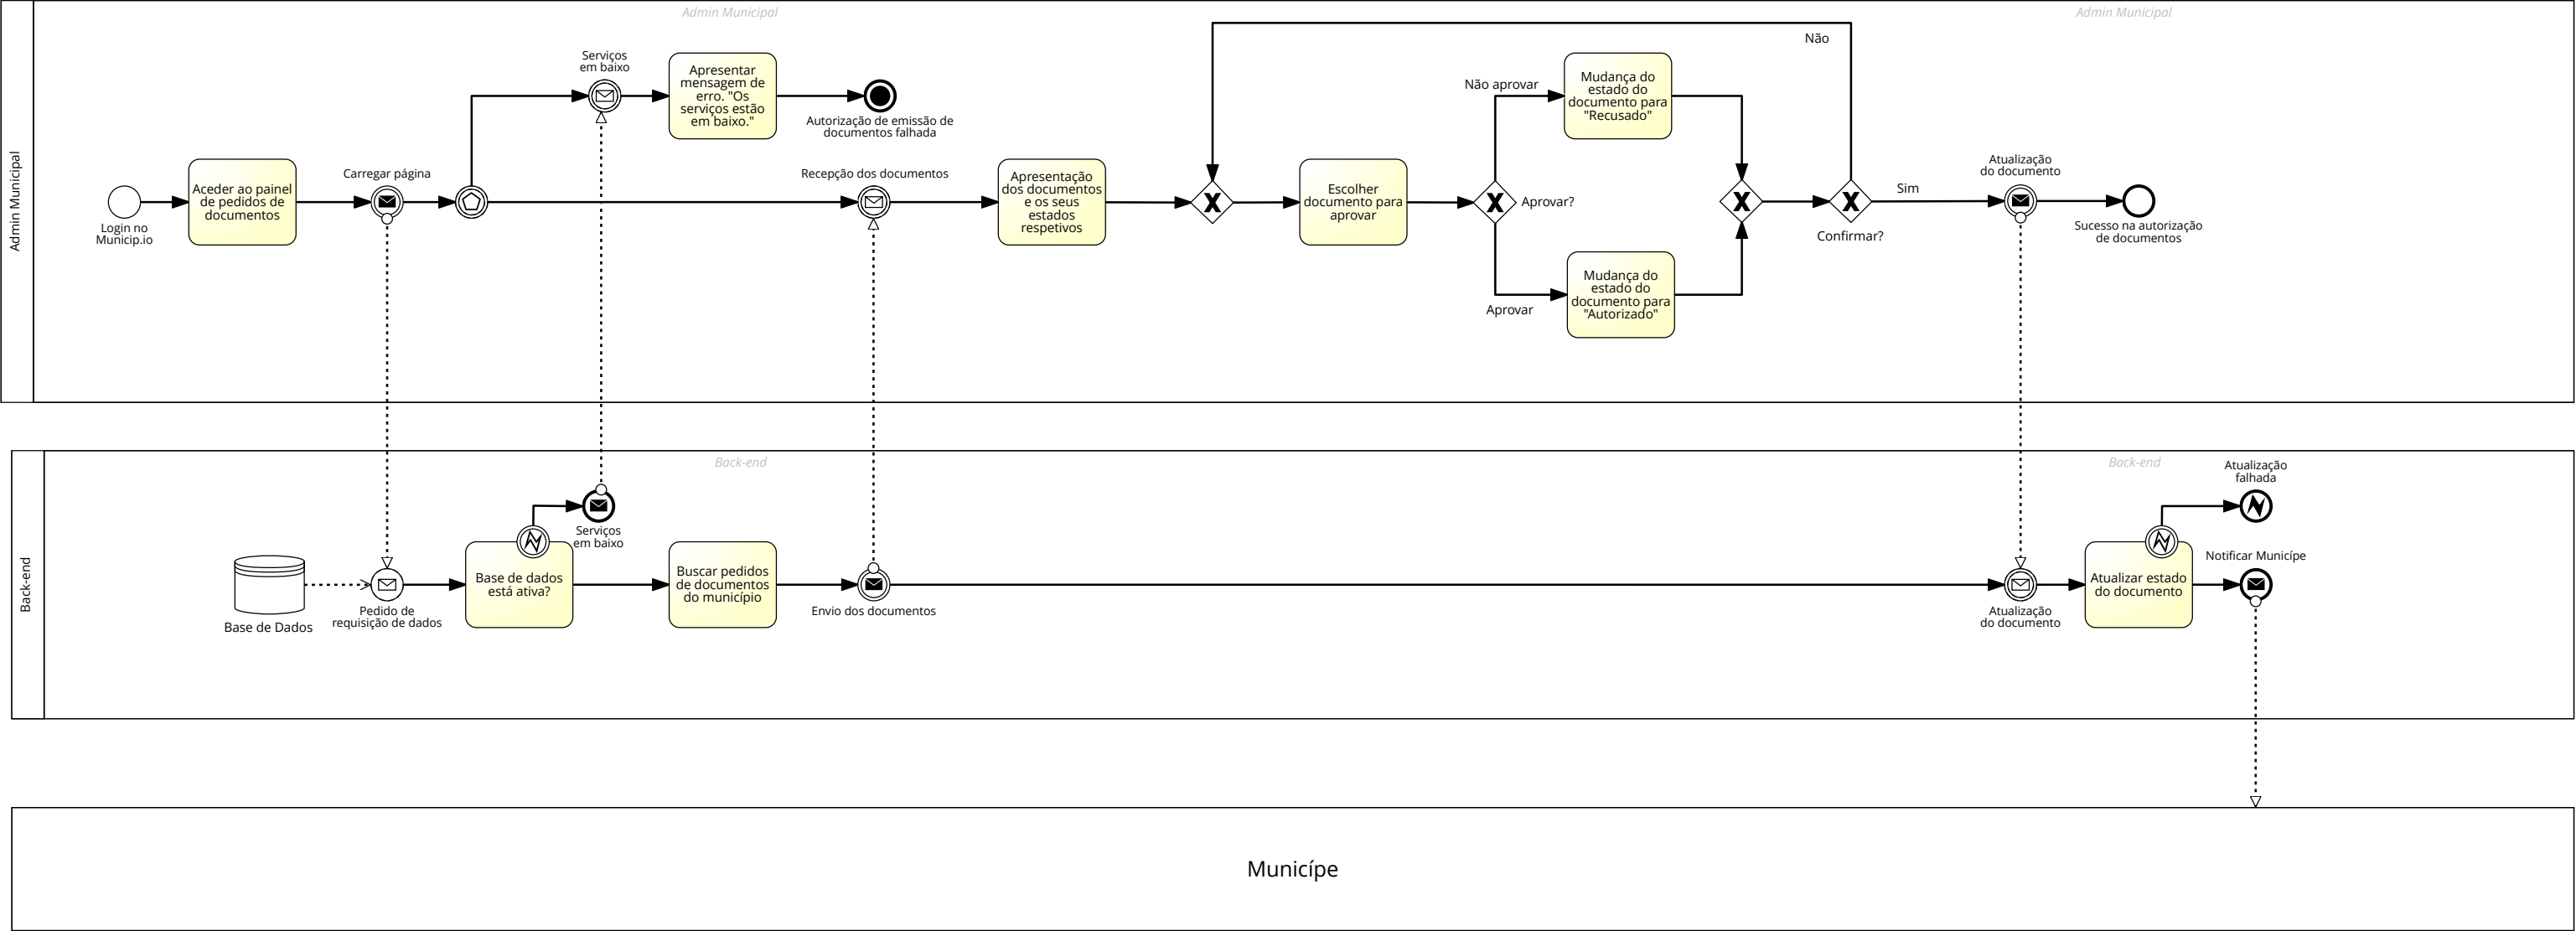 Admin Municipal
Admin Municipal
Admin Municipal
Login no
Municip.io
Aceder ao painel
de pedidos de
documentos
Carregar página
Serviços
em baixo
Apresentar
mensagem de
erro. "Os
serviços estão
em baixo."
Autorização de emissão de
documentos falhada
Recepção dos documentos
Apresentação
dos documentos
e os seus
estados
respetivos
Escolher
documento para
aprovar
Aprovar?
Não aprovar
Mudança do
estado do
documento para
"Recusado"
Aprovar
Mudança do
estado do
documento para
"Autorizado"
Não
Confirmar?
Sim
Atualização
do documento
Sucesso na autorização
de documentos
Back-end
Back-end
Back-end
Base de Dados
Pedido de
requisição de dados
Base de dados
está ativa?
Serviços
em baixo
Buscar pedidos
de documentos
do município
Envio dos documentos
Atualização
do documento
Atualizar estado
do documento
Atualização
falhada
Notificar Municípe
Municípe